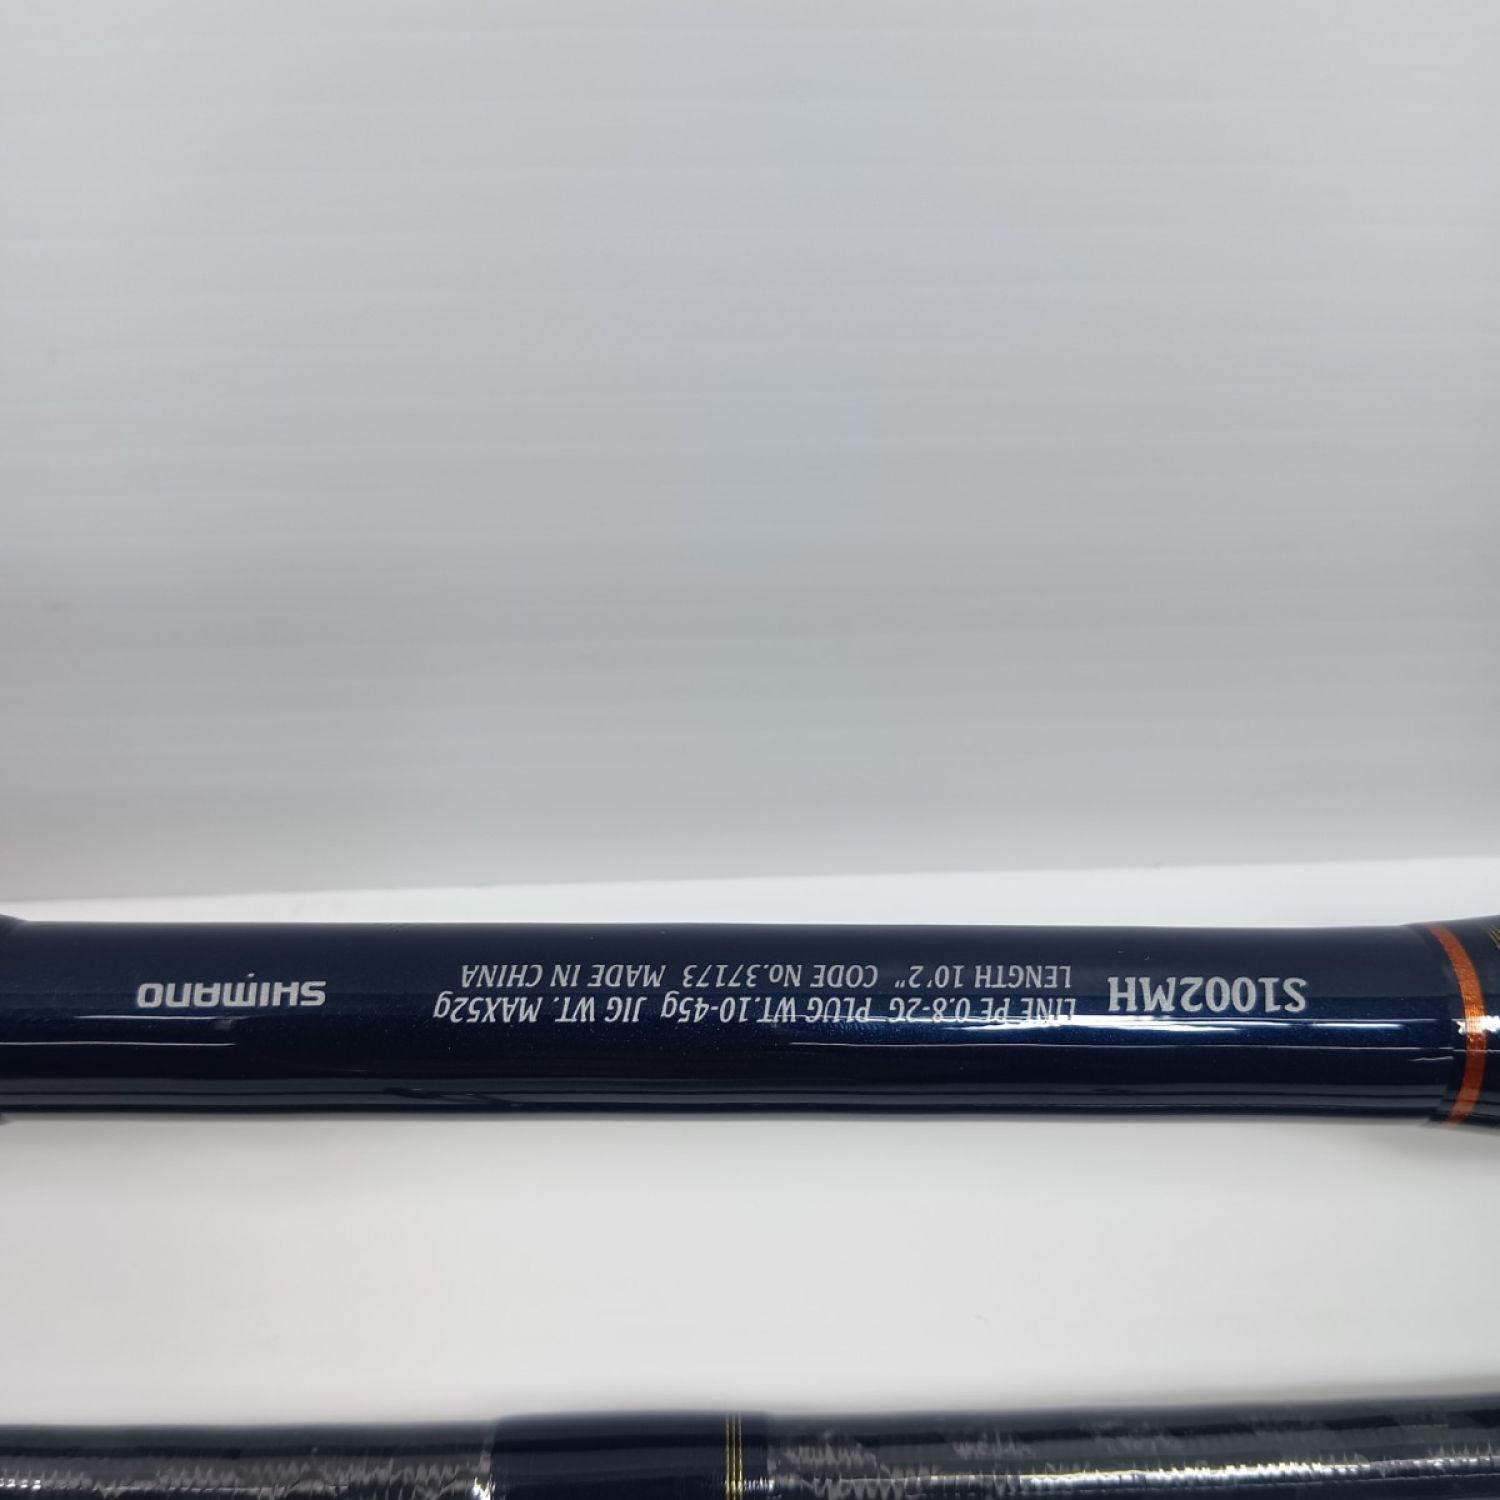 S1002MH
LINE PE 0.8-2G PLUG WT.10-45g JIG WT. MAX52g
LENGTH 10'2" CODE No.37173 MADE IN CHINA
SHIMANO